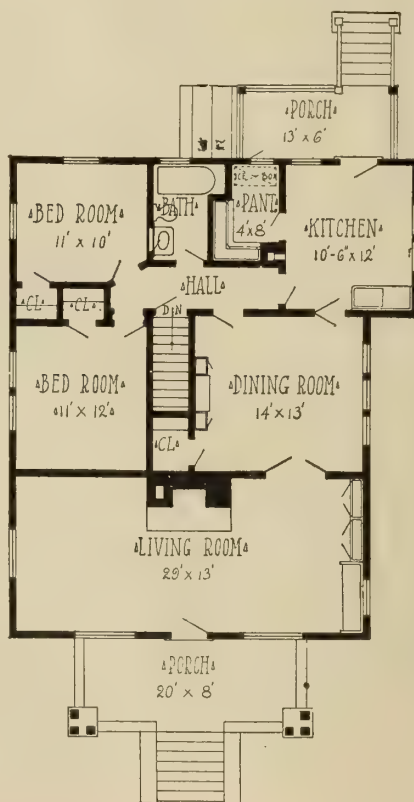 PORCH
13' x 6'
BATH
ICE-BOX
PANT.
4'x8'
BED ROOM
11' x 10'
KITCHEN
10'-6" x 12'
HALL
CL
CL
DN
BED ROOM
11' x 12'
DINING ROOM
14' x 13'
CL
LIVING ROOM
29' x 13'
PORCH
20' x 8'